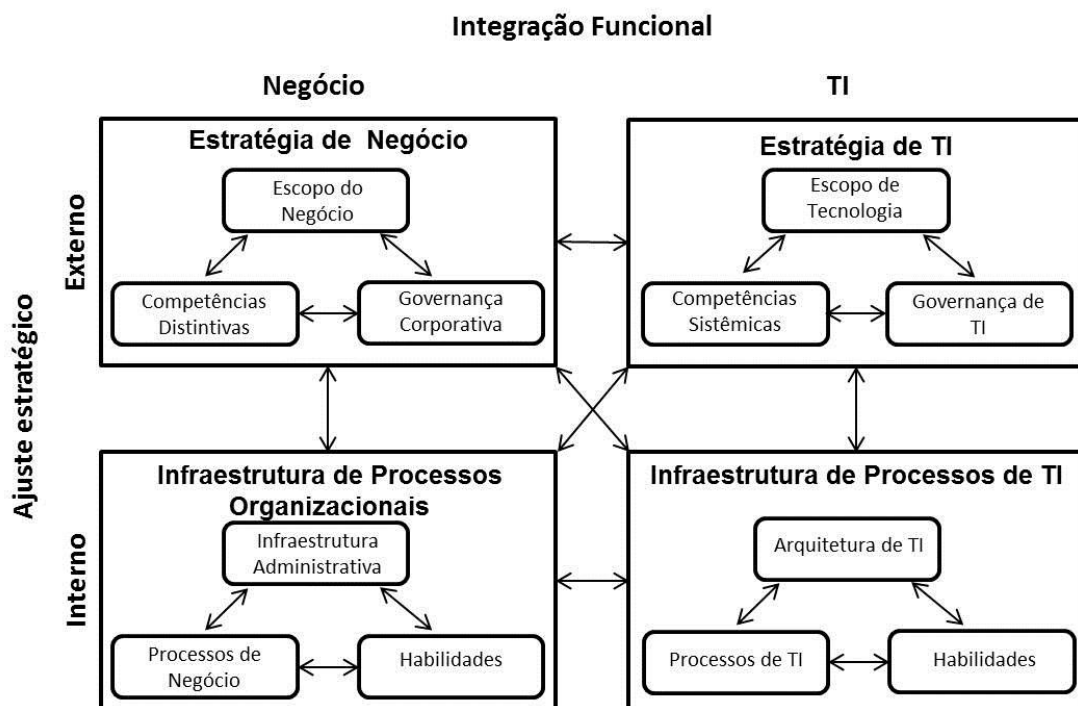 Integração Funcional
Negócio
TI
Ajuste estratégico
Externo
Estratégia de Negócio
Escopo do
Negócio
Competências
Distintivas
Governança
Corporativa
Estratégia de TI
Escopo de
Tecnologia
Competências
Sistêmicas
Governança de
TI
Interno
Infraestrutura de Processos
Organizacionais
Infraestrutura
Administrativa
Processos de
Negócio
Habilidades
Infraestrutura de Processos de TI
Arquitetura de TI
Processos de TI
Habilidades